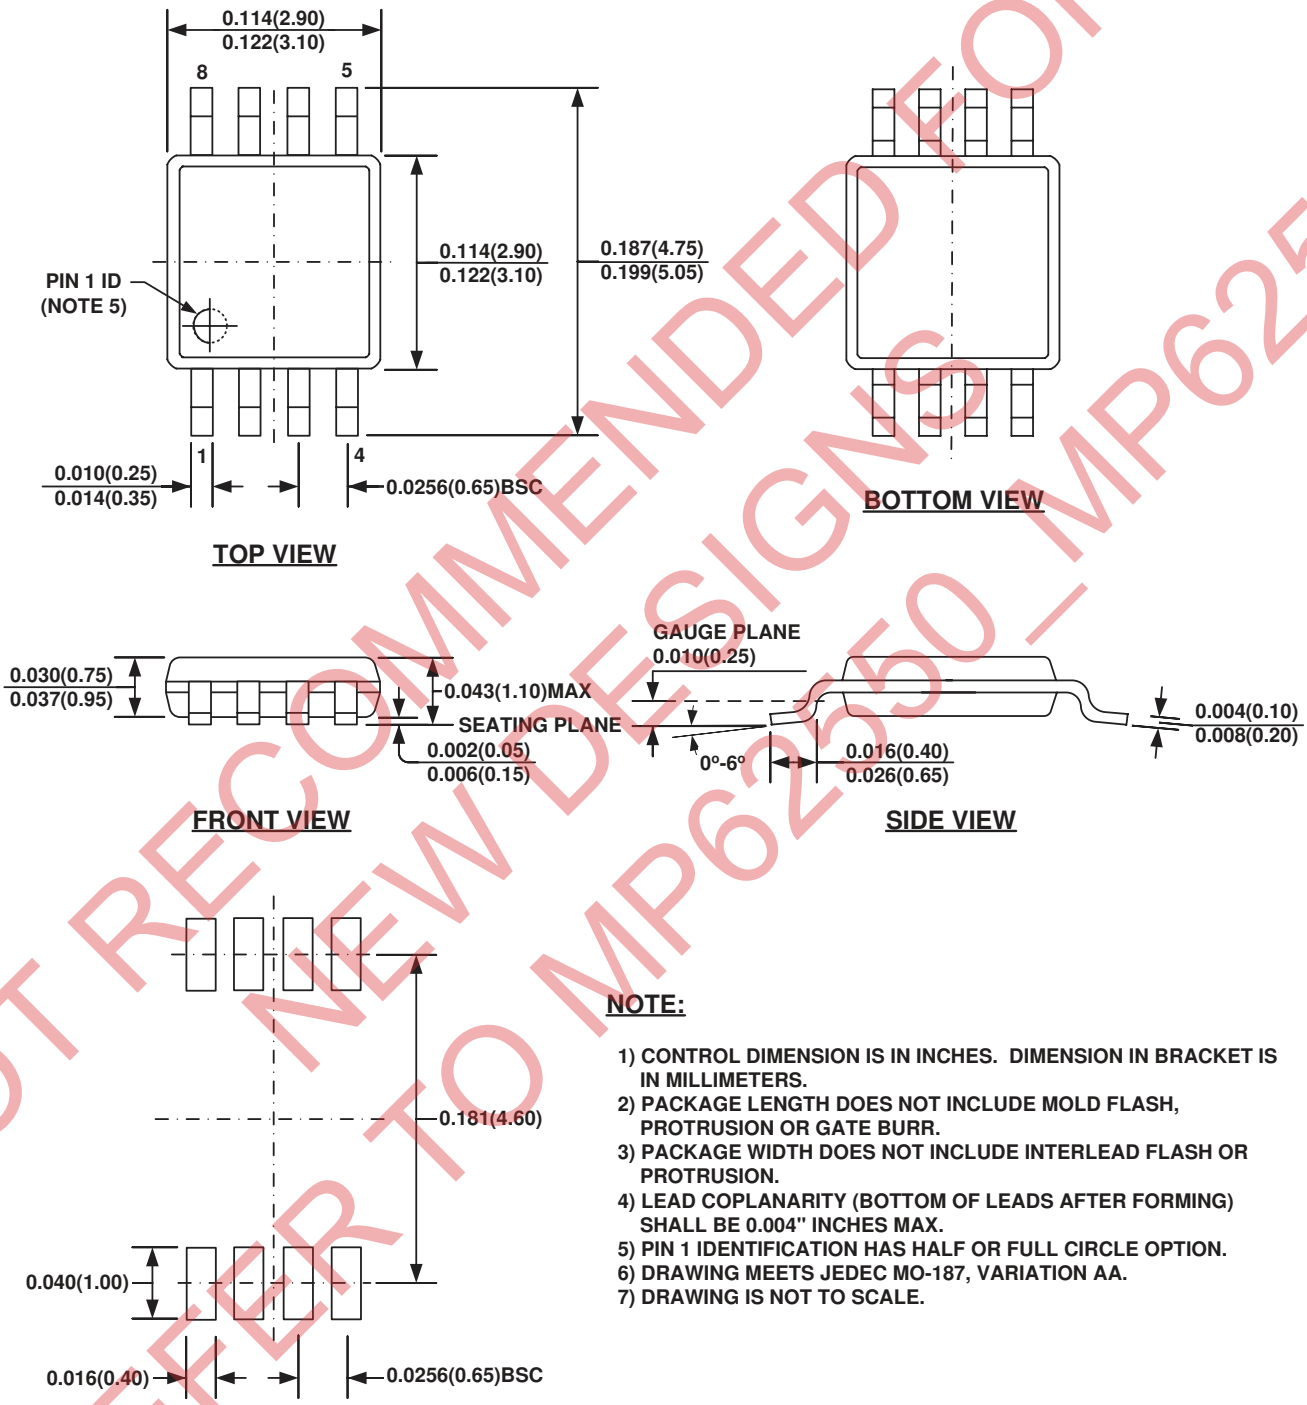 0.114(2.90)
0.122(3.10)
8
5
PIN 1 ID
(NOTE 5)
0.114(2.90)
0.122(3.10)
0.187(4.75)
0.199(5.05)
1
4
0.010(0.25)
0.014(0.35)
0.0256(0.65)BSC
TOP VIEW
BOTTOM VIEW
0.030(0.75)
0.037(0.95)
0.043(1.10)MAX
SEATING PLANE
0.002(0.05)
0.006(0.15)
FRONT VIEW
GAUGE PLANE
0.010(0.25)
0º-6º
0.016(0.40)
0.026(0.65)
0.004(0.10)
0.008(0.20)
SIDE VIEW
0.181(4.60)
0.040(1.00)
0.016(0.40)
0.0256(0.65)BSC
NOTE:
1) CONTROL DIMENSION IS IN INCHES. DIMENSION IN BRACKET IS
IN MILLIMETERS.
2) PACKAGE LENGTH DOES NOT INCLUDE MOLD FLASH,
PROTRUSION OR GATE BURR.
3) PACKAGE WIDTH DOES NOT INCLUDE INTERLEAD FLASH OR
PROTRUSION.
4) LEAD COPLANARITY (BOTTOM OF LEADS AFTER FORMING)
SHALL BE 0.004" INCHES MAX.
5) PIN 1 IDENTIFICATION HAS HALF OR FULL CIRCLE OPTION.
6) DRAWING MEETS JEDEC MO-187, VARIATION AA.
7) DRAWING IS NOT TO SCALE.
OT RECOMMENDED FOR
NEW DESIGNS
EFER TO MP62550_MP625